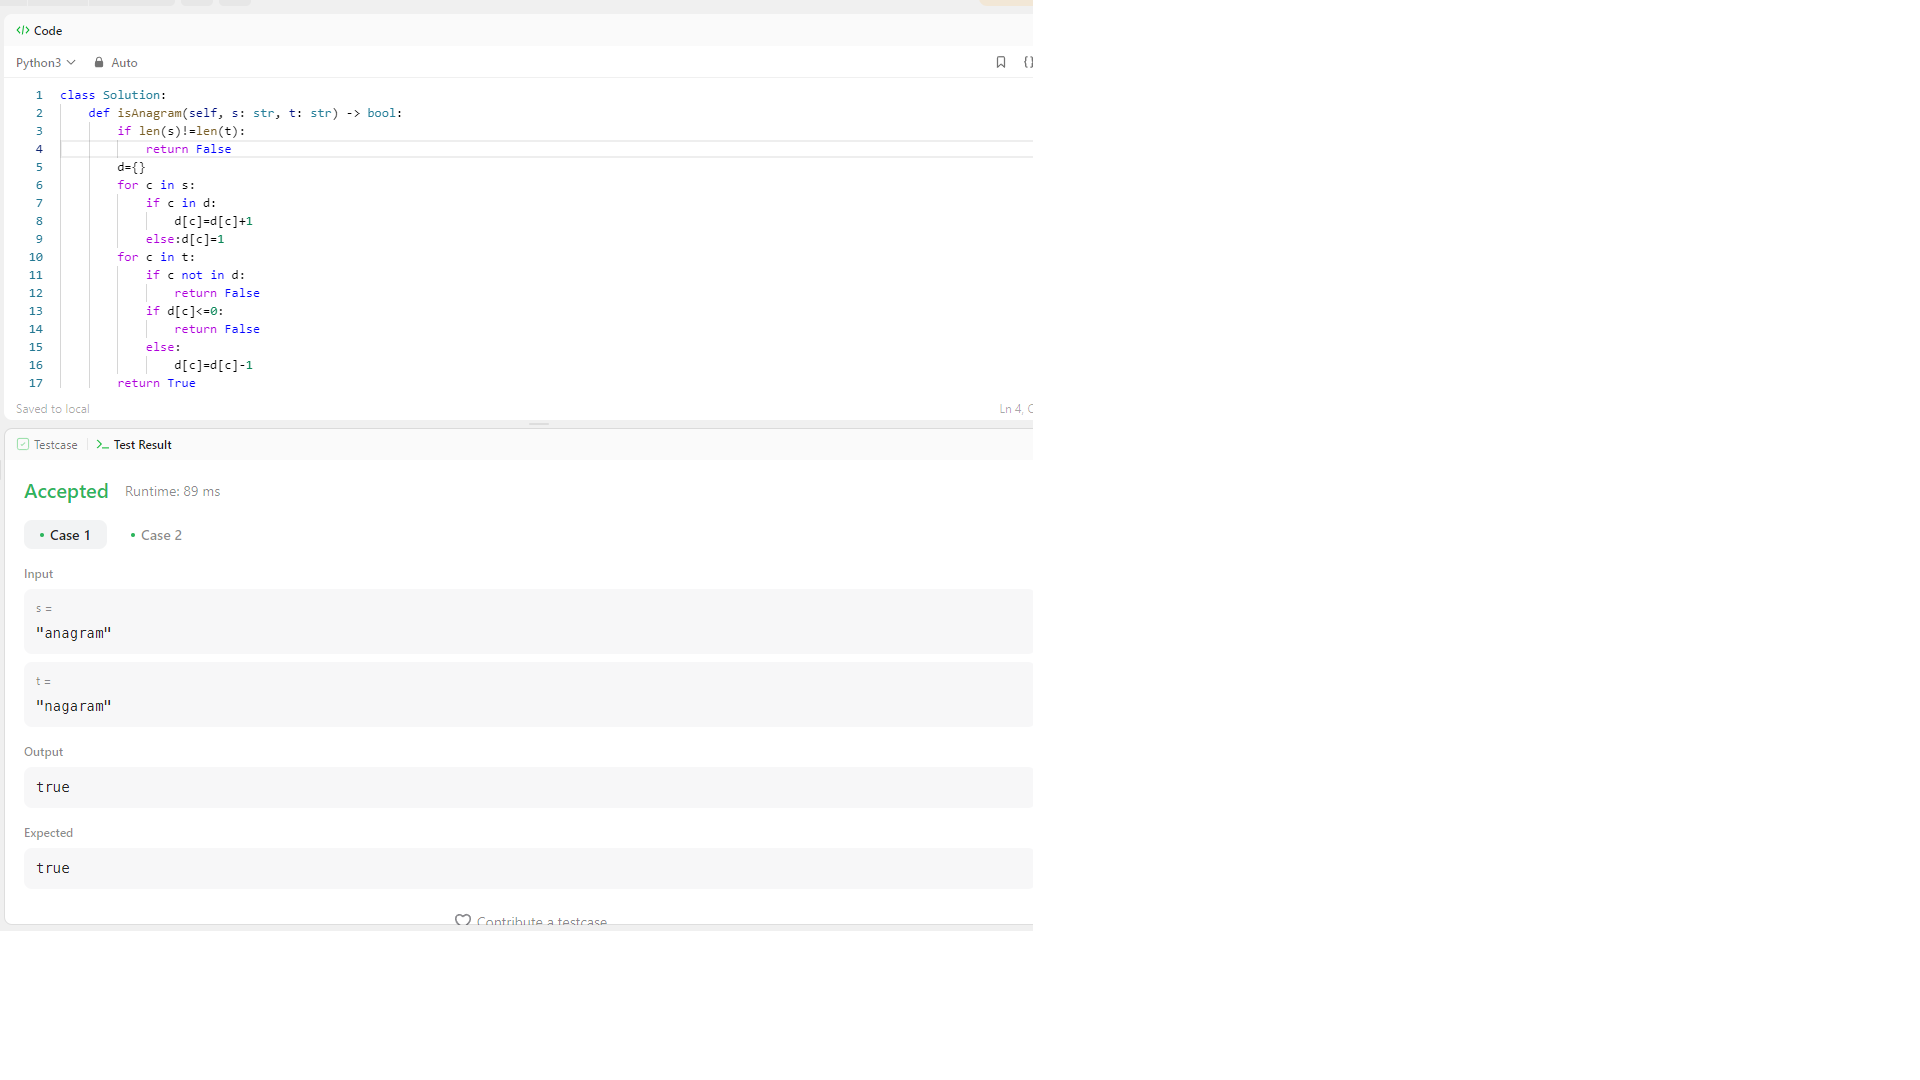 </> Code
Python3 Auto {}
1 class Solution:
2 def isAnagram(self, s: str, t: str) -> bool:
3 if len(s)!=len(t):
4 return False
5 d={}
6 for c in s:
7 if c in d:
8 d[c]=d[c]+1
9 else:d[c]=1
10 for c in t:
11 if c not in d:
12 return False
13 if d[c]<=0:
14 return False
15 else:
16 d[c]=d[c]-1
17 return True
Saved to local Ln 4,
Testcase >_ Test Result
Accepted Runtime: 89 ms
• Case 1 • Case 2
Input
s =
"anagram"
t =
"nagaram"
Output
true
Expected
true
Contribute a testcase